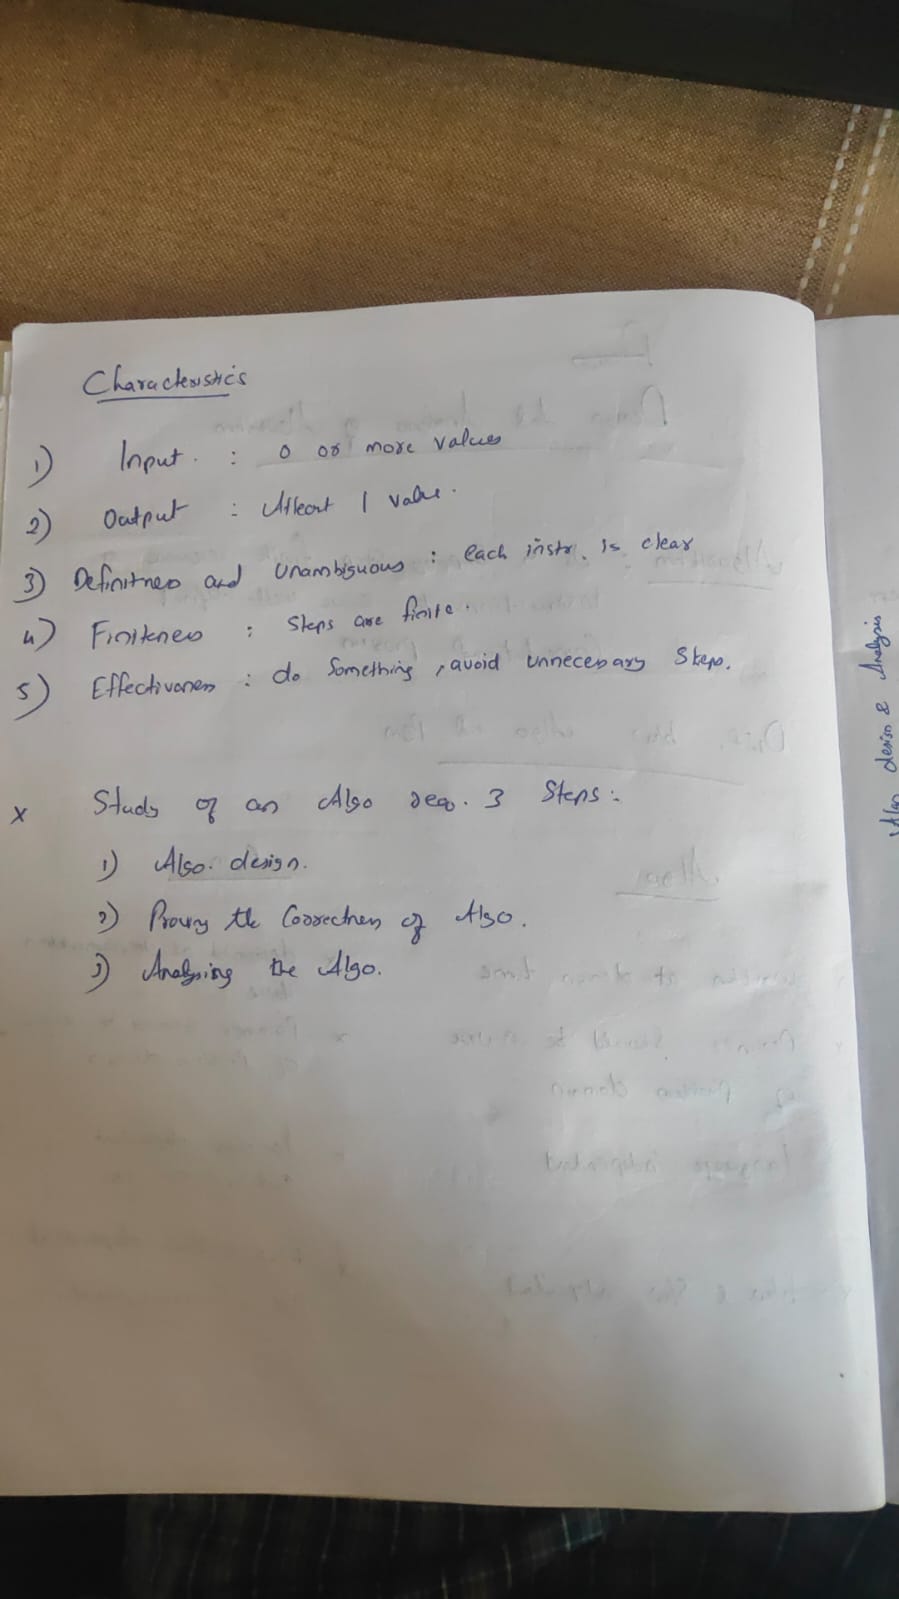 Characteristics
1) Input : 0 or more values
2) Output : Atleast 1 value.
3) Definitness and Unambiguous : each instr. is clear
4) Finiteness : Steps are finite.
5) Effectiveness : do Something, avoid unnecessary Steps.
x Study of an Algo req. 3 Steps :
1) Algo. design.
2) Proving the Correctness of Algo.
3) Analysing the Algo.
Algo design & Analysis